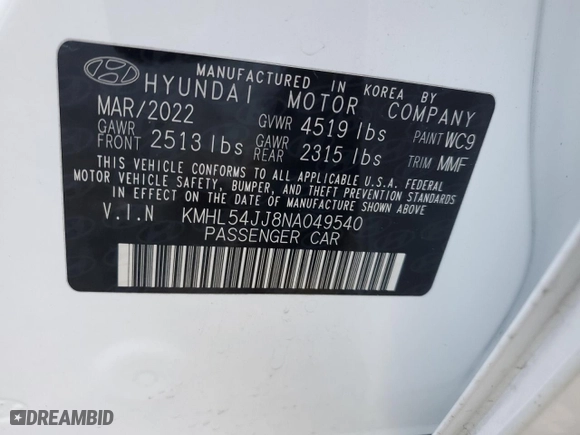 MANUFACTURED IN KOREA BY
HYUNDAI MOTOR COMPANY
MAR/2022 GVWR 4519 lbs PAINT WC9
GAWR FRONT 2513 lbs GAWR REAR 2315 lbs TRIM MMF
THIS VEHICLE CONFORMS TO ALL APPLICABLE U.S.A. FEDERAL
MOTOR VEHICLE SAFETY, BUMPER, AND THEFT PREVENTION STANDARDS
IN EFFECT ON THE DATE OF MANUFACTURE SHOWN ABOVE
V.I.N KMHL54JJ8NA049540
PASSENGER CAR
DREAMBID